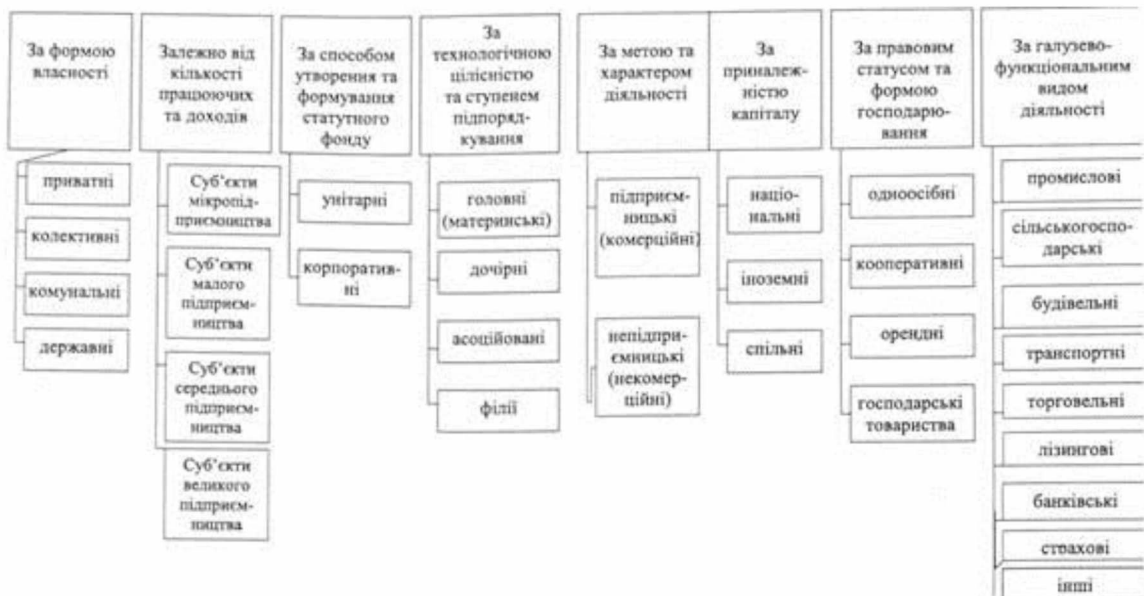 За формою
власності
приватні
колективні
комунальні
державні
Залежно від
кількості
працюючих
та доходів
Суб'єкти
мікропід-
приємництва
Суб'єкти
малого
підприєм-
ництва
Суб'єкти
середнього
підприєм-
ництва
Суб'єкти
великого
підприєм-
ництва
За способом
утворення та
формування
статутного
фонду
унітарні
корпоратив-
ні
За
технологічною
цілісністю
та ступенем
підпоряд-
кування
головні
(материнські)
дочірні
асоційовані
філії
За метою та
характером
діяльності
підприєм-
ницькі
(комерційні)
непідпри-
ємницькі
(некомер-
ційні)
За
приналеж-
ністю
капіталу
націо-
нальні
іноземні
спільні
За правовим
статусом та
формою
господарю-
вання
одноосібні
кооперативні
орендні
господарські
товариства
За галузево-
функціональним
видом
діяльності
промислові
сільськогоспо-
дарські
будівельні
транспортні
торговельні
лізингові
банківські
страхові
інші